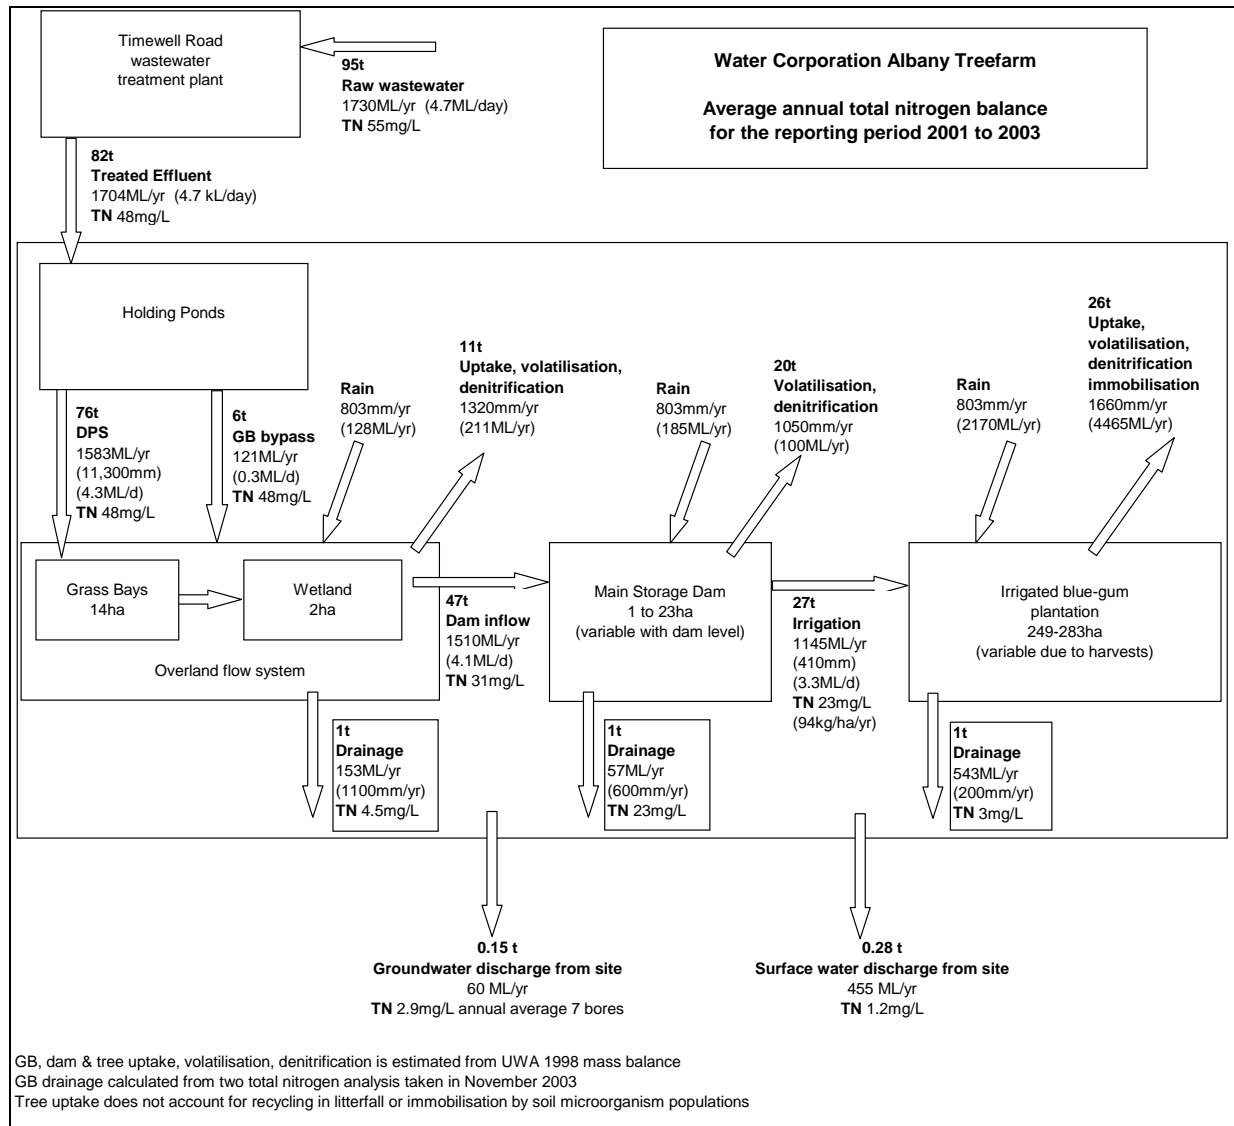 Timewell Road
wastewater
treatment plant
95t
Raw wastewater
1730ML/yr (4.7ML/day)
TN 55mg/L
Water Corporation Albany Treefarm
Average annual total nitrogen balance
for the reporting period 2001 to 2003
82t
Treated Effluent
1704ML/yr (4.7 kL/day)
TN 48mg/L
Holding Ponds
76t
DPS
1583ML/yr
(11,300mm)
(4.3ML/d)
TN 48mg/L
6t
GB bypass
121ML/yr
(0.3ML/d)
TN 48mg/L
Rain
803mm/yr
(128ML/yr)
11t
Uptake, volatilisation,
denitrification
1320mm/yr
(211ML/yr)
Rain
803mm/yr
(185ML/yr)
20t
Volatilisation,
denitrification
1050mm/yr
(100ML/yr)
Rain
803mm/yr
(2170ML/yr)
26t
Uptake,
volatilisation,
denitrification
immobilisation
1660mm/yr
(4465ML/yr)
Grass Bays
14ha
Wetland
2ha
Overland flow system
47t
Dam inflow
1510ML/yr
(4.1ML/d)
TN 31mg/L
Main Storage Dam
1 to 23ha
(variable with dam level)
27t
Irrigation
1145ML/yr
(410mm)
(3.3ML/d)
TN 23mg/L
(94kg/ha/yr)
Irrigated blue-gum
plantation
249-283ha
(variable due to harvests)
1t
Drainage
153ML/yr
(1100mm/yr)
TN 4.5mg/L
1t
Drainage
57ML/yr
(600mm/yr)
TN 23mg/L
1t
Drainage
543ML/yr
(200mm/yr)
TN 3mg/L
0.15 t
Groundwater discharge from site
60 ML/yr
TN 2.9mg/L annual average 7 bores
0.28 t
Surface water discharge from site
455 ML/yr
TN 1.2mg/L
GB, dam & tree uptake, volatilisation, denitrification is estimated from UWA 1998 mass balance
GB drainage calculated from two total nitrogen analysis taken in November 2003
Tree uptake does not account for recycling in litterfall or immobilisation by soil microorganism populations